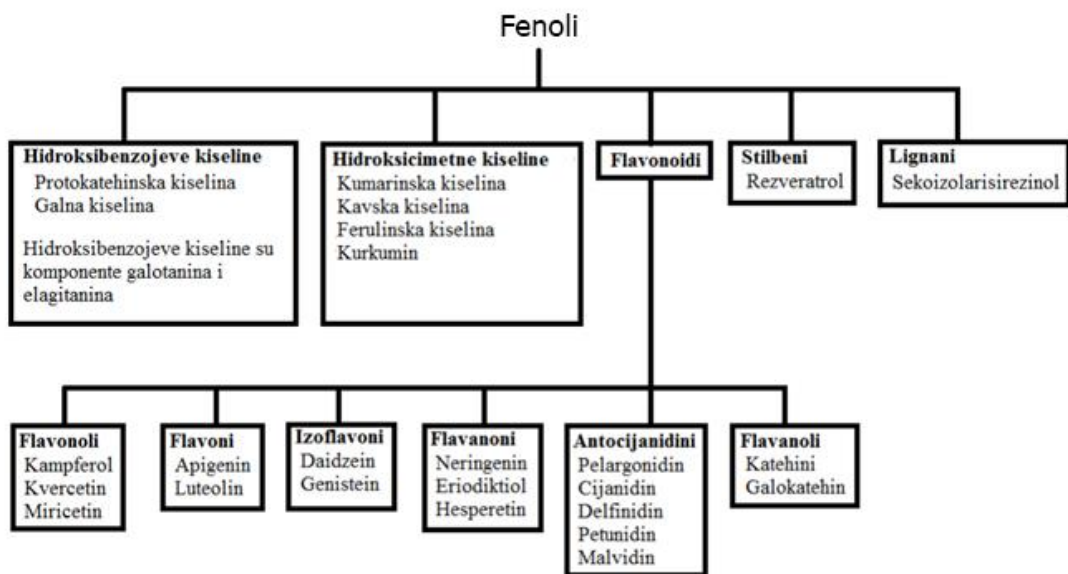 Fenoli
Hidroksibenzojeve kiseline
Protokatehinska kiselina
Galna kiselina
Hidroksibenzojeve kiseline su
komponente galotanina i
elagitanina
Hidroksicimetne kiseline
Kumarinska kiselina
Kavska kiselina
Ferulinska kiselina
Kurkumin
Flavonoidi
Stilbeni
Rezveratrol
Lignani
Sekoizolarisirezinol
Flavonoli
Kampferol
Kvercetin
Miricetin
Flavoni
Apigenin
Luteolin
Izoflavoni
Daidzein
Genistein
Flavanoni
Neringenin
Eriodiktiol
Hesperetin
Antocijanidini
Pelargonidin
Cijanidin
Delfinidin
Petunidin
Malvidin
Flavanoli
Katehini
Galokatehin